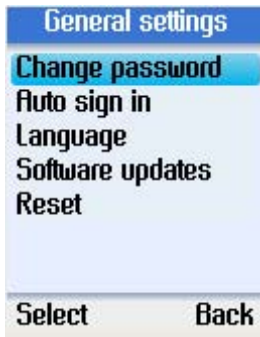 General settings
Change password
Auto sign in
Language
Software updates
Reset
Select Back